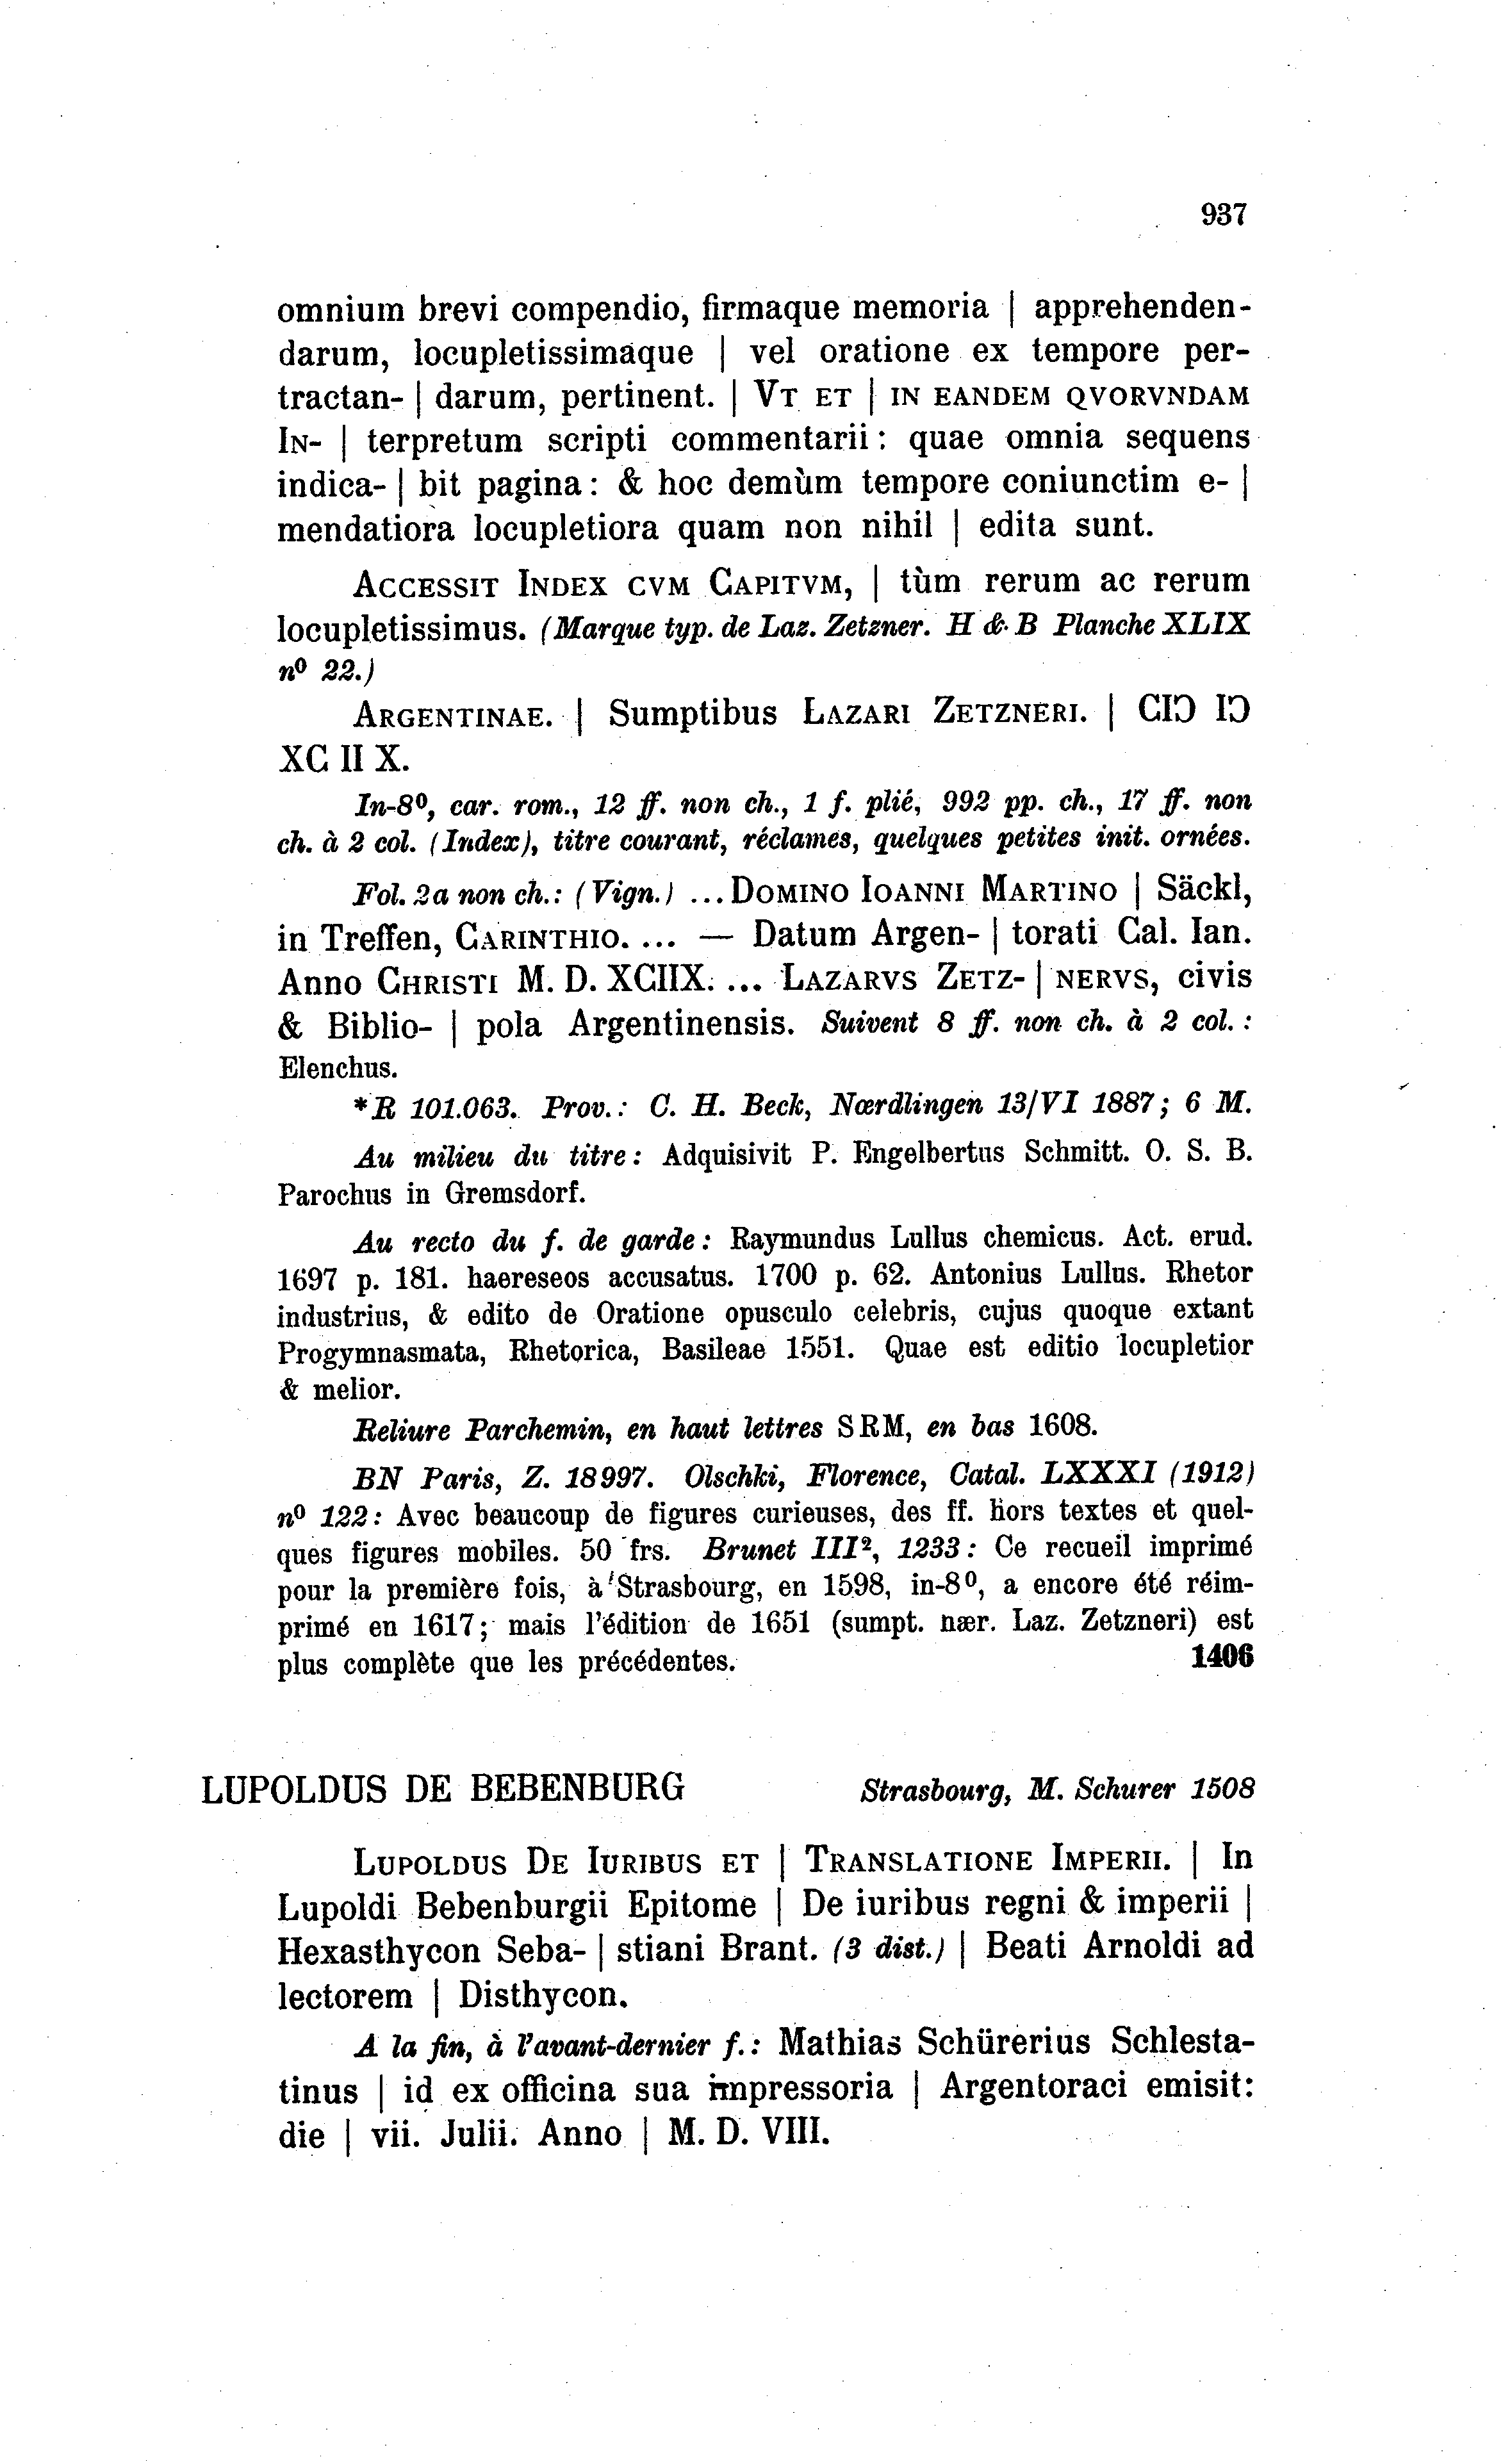 937
omnium brevi compendio, firmaque memoria | apprehenden-
darum, locupletissimaque | vel oratione ex tempore per-
tractan- | darum, pertinent. | VT ET | IN EANDEM QVORVNDAM
IN- | terpretum scripti commentarii: quae omnia sequens
indica- | bit pagina: & hoc demùm tempore coniunctim e- |
mendatiora locupletiora quam non nihil | edita sunt.
ACCESSIT INDEX CVM CAPITVM, | tùm rerum ac rerum
locupletissimus. (Marque typ. de Laz. Zetzner. H & B Planche XLIX
nº 22.)
ARGENTINAE. | Sumptibus LAZARI ZETZNERI. | CIƆ IƆ
XC II X.
In-8º, car. rom., 12 ff. non ch., 1 f. plié, 992 pp. ch., 17 ff. non
ch. à 2 col. (Index), titre courant, réclames, quelques petites init. ornées.
Fol. 2a non ch.: (Vign.) ... DOMINO IOANNI MARTINO | Säckl,
in Treffen, CARINTHIO. ... — Datum Argen- | torati Cal. Ian.
Anno CHRISTI M. D. XCIIX. ... LAZARVS ZETZ- | NERVS, civis
& Biblio- | pola Argentinensis. Suivent 8 ff. non ch. à 2 col.:
Elenchus.
*R 101.063. Prov.: C. H. Beck, Nœrdlingen 13/VI 1887; 6 M.
Au milieu du titre: Adquisivit P. Engelbertus Schmitt. O. S. B.
Parochus in Gremsdorf.
Au recto du f. de garde: Raymundus Lullus chemicus. Act. erud.
1697 p. 181. haereseos accusatus. 1700 p. 62. Antonius Lullus. Rhetor
industrius, & edito de Oratione opusculo celebris, cujus quoque extant
Progymnasmata, Rhetorica, Basileae 1551. Quae est editio locupletior
& melior.
Reliure Parchemin, en haut lettres SRM, en bas 1608.
BN Paris, Z. 18997. Olschki, Florence, Catal. LXXXI (1912)
nº 122: Avec beaucoup de figures curieuses, des ff. hors textes et quel-
ques figures mobiles. 50 frs. Brunet III², 1233: Ce recueil imprimé
pour la première fois, à Strasbourg, en 1598, in-8º, a encore été réim-
primé en 1617; mais l'édition de 1651 (sumpt. nær. Laz. Zetzneri) est
plus complète que les précédentes. 1406
LUPOLDUS DE BEBENBURG Strasbourg, M. Schurer 1508
LUPOLDUS DE IURIBUS ET | TRANSLATIONE IMPERII. | In
Lupoldi Bebenburgii Epitome | De iuribus regni & imperii |
Hexasthycon Seba- | stiani Brant. (3 dist.) | Beati Arnoldi ad
lectorem | Disthycon.
A la fin, à l'avant-dernier f.: Mathias Schürerius Schlesta-
tinus | id ex officina sua impressoria | Argentoraci emisit:
die | vii. Julii. Anno | M. D. VIII.